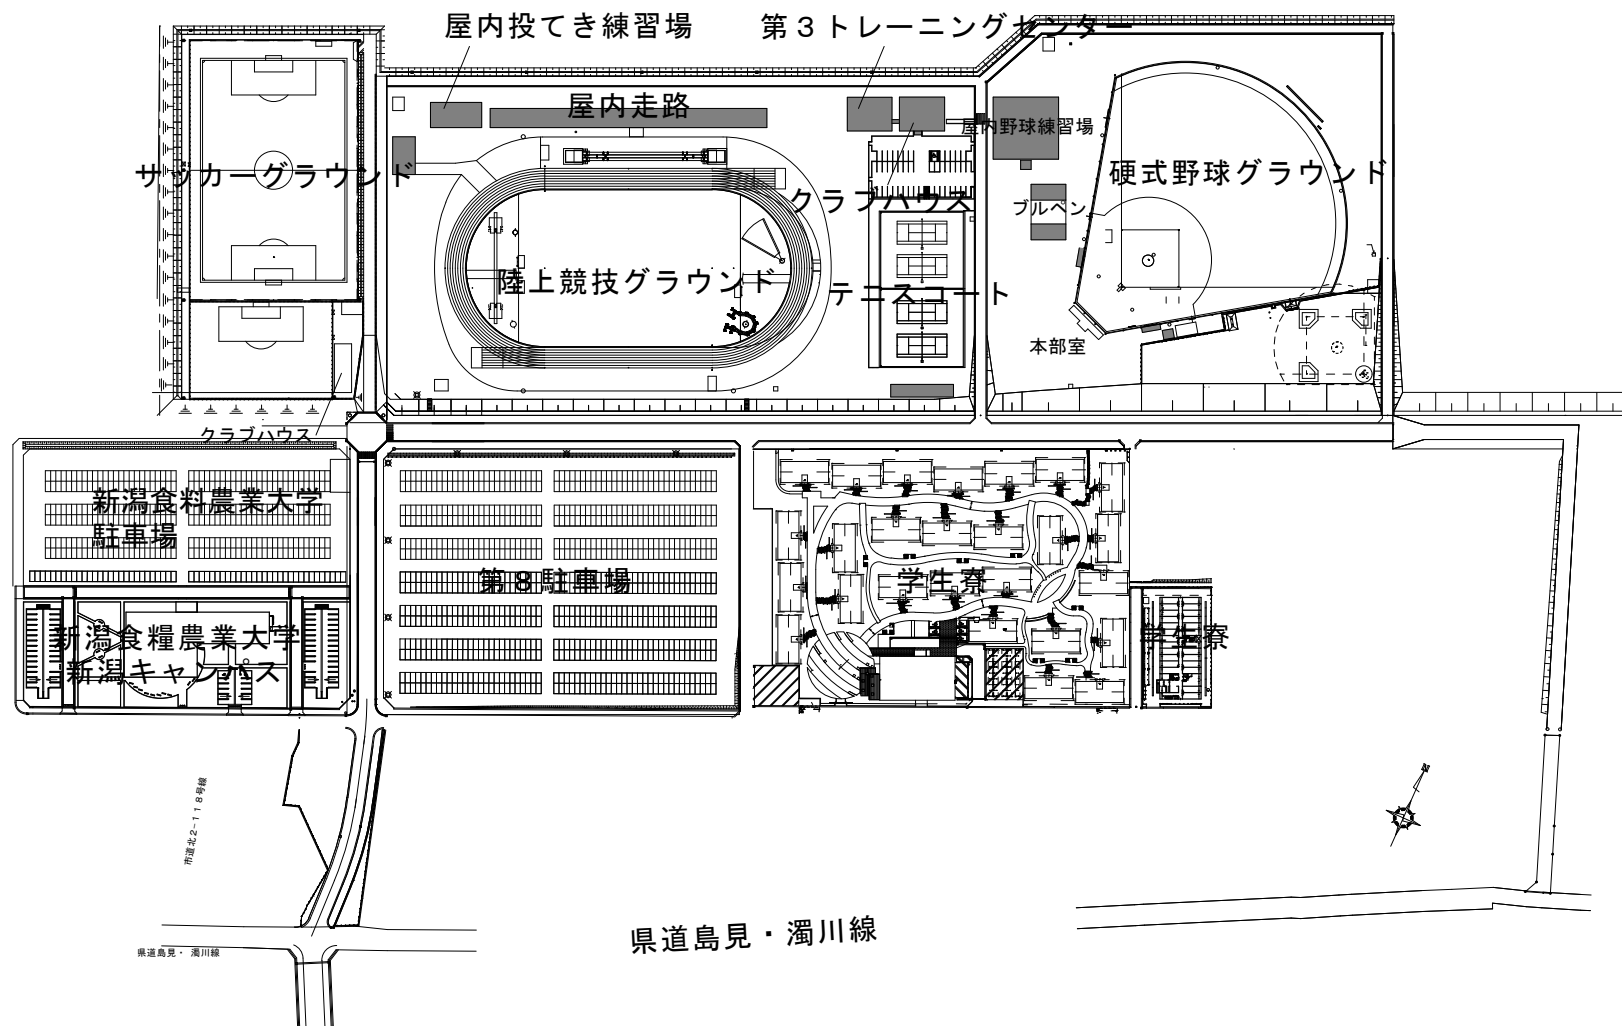 屋内投てき練習場
第３トレーニングセンター
屋内走路
屋内野球練習場
サッカーグラウンド
硬式野球グラウンド
クラブハウス
ブルペン
陸上競技グラウンド
テニスコート
本部室
クラブハウス
新潟食料農業大学
駐車場
第８駐車場
学生寮
新潟食糧農業大学
新潟キャンパス
学生寮
N
市道北２-１１８号線
県道島見・濁川線
県道島見・ 濁川線